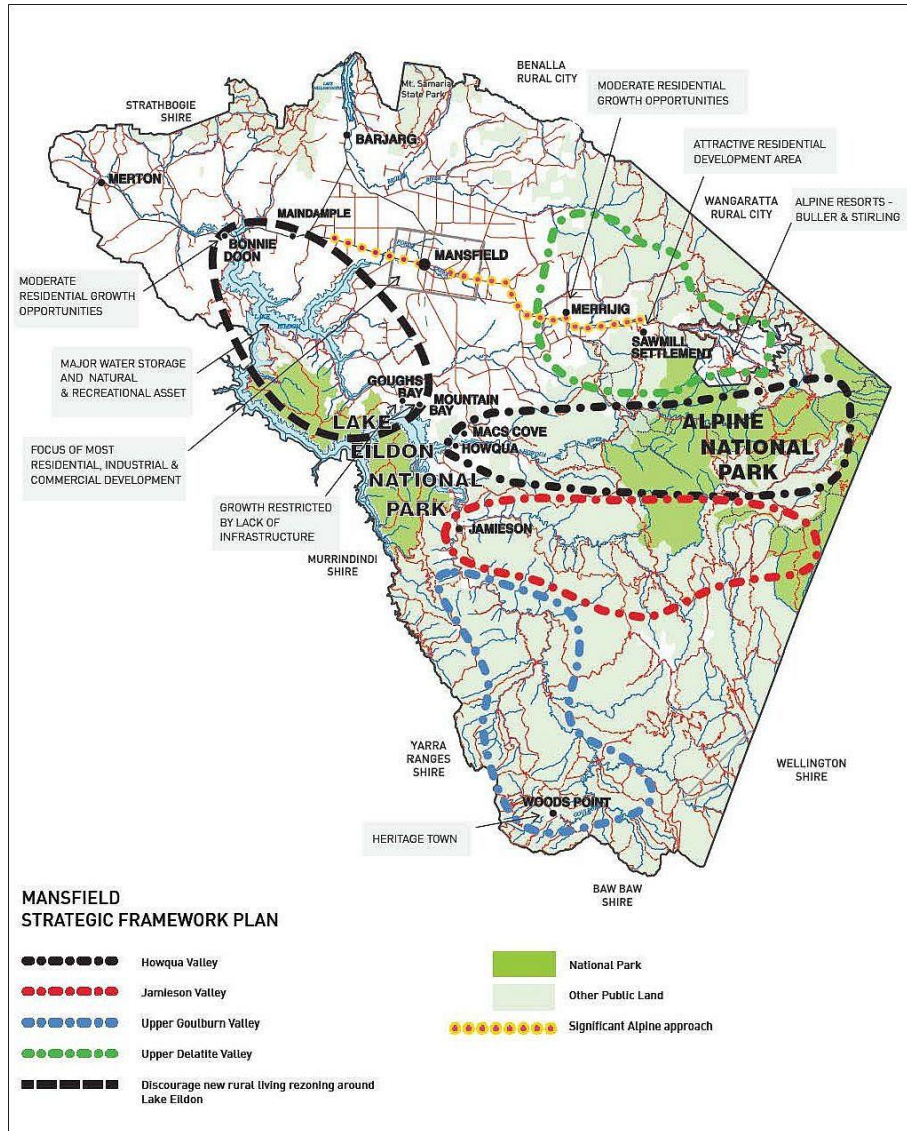 BENALLA
RURAL CITY
MODERATE RESIDENTIAL
GROWTH OPPORTUNITIES
Mt. Samaria
State Park
STRATHBOGIE
SHIRE
BARJARG
ATTRACTIVE RESIDENTIAL
DEVELOPMENT AREA
MERTON
WANGARATTA
RURAL CITY
ALPINE RESORTS -
BULLER & STIRLING
MAINDAMPLE
BONNIE
DOON
MANSFIELD
MODERATE
RESIDENTIAL GROWTH
OPPORTUNITIES
MERRIJIG
SAWMILL
SETTLEMENT
MAJOR WATER STORAGE
AND NATURAL
& RECREATIONAL ASSET
GOUGHS
BAY
MOUNTAIN
BAY
LAKE
EILDON
NATIONAL
PARK
MACS COVE
HOWQUA
ALPINE
NATIONAL
PARK
FOCUS OF MOST
RESIDENTIAL, INDUSTRIAL &
COMMERCIAL DEVELOPMENT
GROWTH RESTRICTED
BY LACK OF
INFRASTRUCTURE
JAMIESON
MURRINDINDI
SHIRE
YARRA
RANGES
SHIRE
WELLINGTON
SHIRE
WOODS POINT
HERITAGE TOWN
BAW BAW
SHIRE
MANSFIELD
STRATEGIC FRAMEWORK PLAN
Howqua Valley
Jamieson Valley
Upper Goulburn Valley
Upper Delatite Valley
Discourage new rural living rezoning around
Lake Eildon
National Park
Other Public Land
Significant Alpine approach